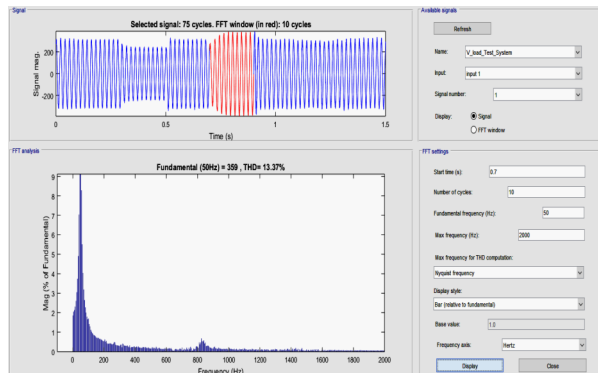 Signal
Selected signal: 75 cycles. FFT window (in red): 10 cycles
200
0
-200
Signal mag.
0
0.5
1
1.5
Time (s)
FFT analysis
Fundamental (50Hz) = 359 , THD= 13.37%
9
8
7
6
5
4
3
2
1
0
Mag (% of Fundamental)
0
200
400
600
800
1000
1200
1400
1600
1800
2000
Frequency (Hz)
Available signals
Refresh
Name:
V_load_Test_System
Input:
input 1
Signal number:
1
Display:
Signal
FFT window
FFT settings
Start time (s):
0.7
Number of cycles:
10
Fundamental frequency (Hz):
50
Max frequency (Hz):
2000
Max frequency for THD computation:
Nyquist frequency
Display style:
Bar (relative to fundamental)
Base value:
1.0
Frequency axis:
Hertz
Display
Close